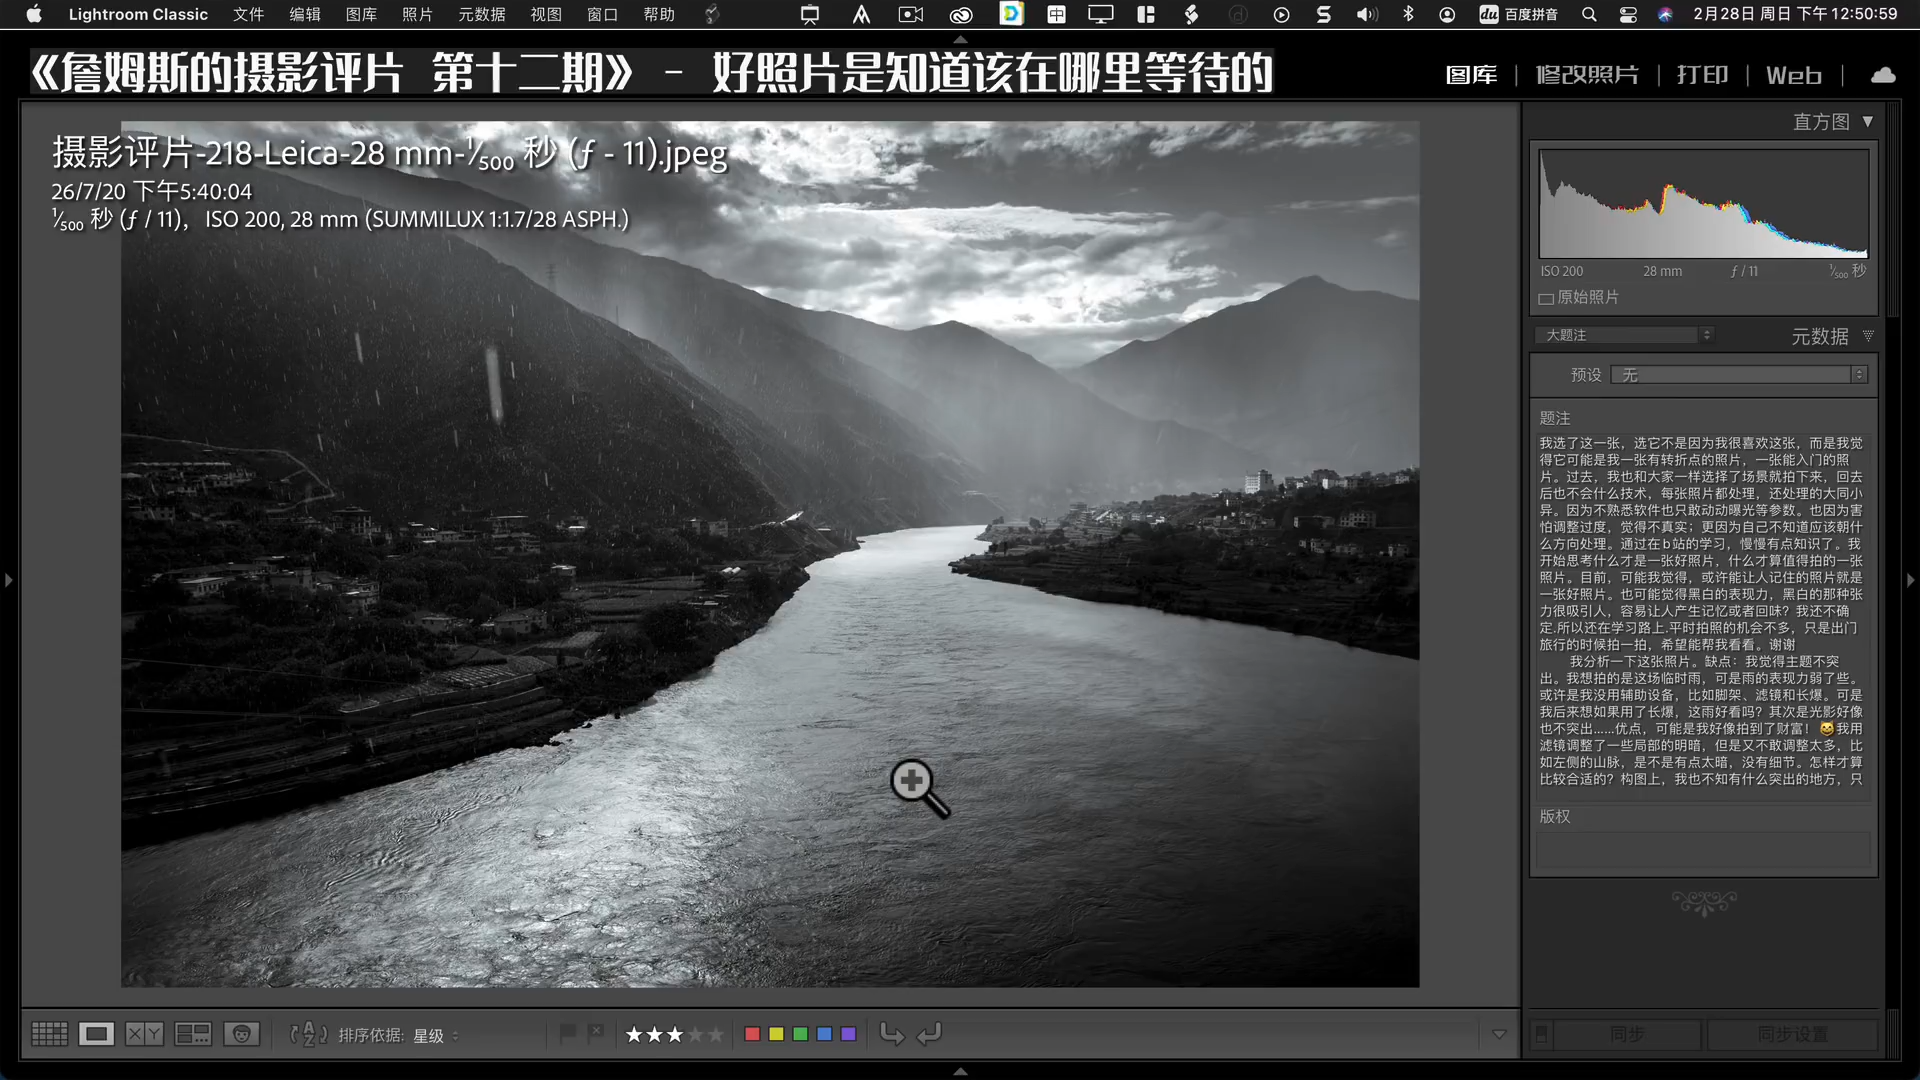 Lightroom Classic 文件 编辑 图库 照片 元数据 视图 窗口 帮助 中 du 百度拼音 2月28日 周日 下午 12:50:59
《詹姆斯的摄影评片 第十二期》 - 好照片是知道该在哪里等待的
图库 | 修改照片 | 打印 | Web |
摄影评片-218-Leica-28 mm-¹⁄₅₀₀ 秒 (ƒ - 11).jpeg
26/7/20 下午5:40:04
¹⁄₅₀₀ 秒 (ƒ / 11)， ISO 200, 28 mm (SUMMILUX 1:1.7/28 ASPH.)
直方图
ISO 200 28 mm ƒ / 11 ¹⁄₅₀₀ 秒
原始照片
大题注 元数据
预设 无
题注
我选了这一张，选它不是因为我很喜欢这张，而是我觉
得它可能是我一张有转折点的照片，一张能入门的照
片。过去，我也和大家一样选择了场景就拍下来，回去
后也不会什么技术，每张照片都处理，还处理的大同小
异。因为不熟悉软件也只敢动动曝光等参数。也因为害
怕调整过度，觉得不真实；更因为自己不知道应该朝什
么方向处理。通过在b站的学习，慢慢有点知识了。我
开始思考什么才是一张好照片，什么才算值得拍的一张
照片。目前，可能我觉得，或许能让人记住的照片就是
一张好照片。也可能觉得黑白的表现力，黑白的那种张
力很吸引人，容易让人产生记忆或者回味？我还不确
定.所以还在学习路上.平时拍照的机会不多，只是出门
旅行的时候拍一拍，希望能帮我看看。谢谢
我分析一下这张照片。缺点：我觉得主题不突
出。我想拍的是这场临时雨，可是雨的表现力弱了些。
或许是我没用辅助设备，比如脚架、滤镜和长爆。可是
我后来想如果用了长爆，这雨好看吗？其次是光影好像
也不突出......优点，可能是我好像拍到了财富！😸我用
滤镜调整了一些局部的明暗，但是又不敢调整太多，比
如左侧的山脉，是不是有点太暗，没有细节。怎样才算
比较合适的？构图上，我也不知有什么突出的地方，只
版权
排序依据: 星级
同步 同步设置